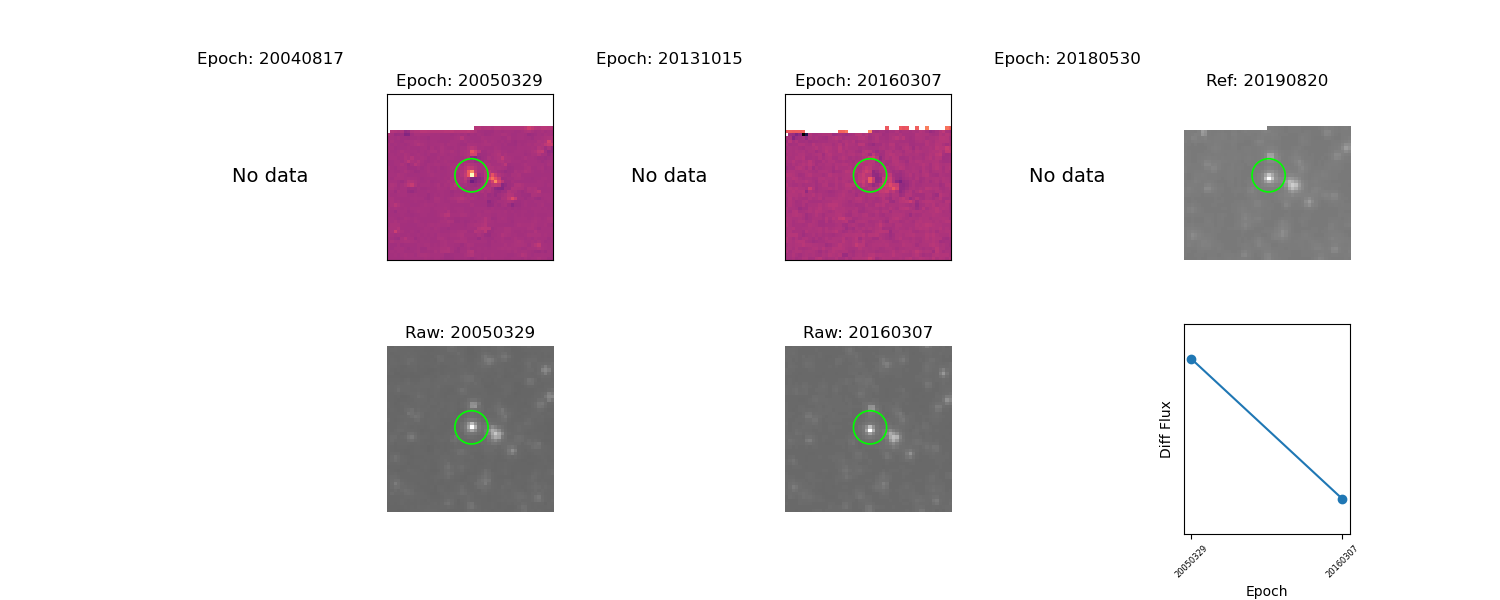 Epoch: 20040817
Epoch: 20050329
Epoch: 20131015
Epoch: 20160307
Epoch: 20180530
Ref: 20190820
No data
No data
No data
Raw: 20050329
Raw: 20160307
Diff Flux
20050329
20160307
Epoch